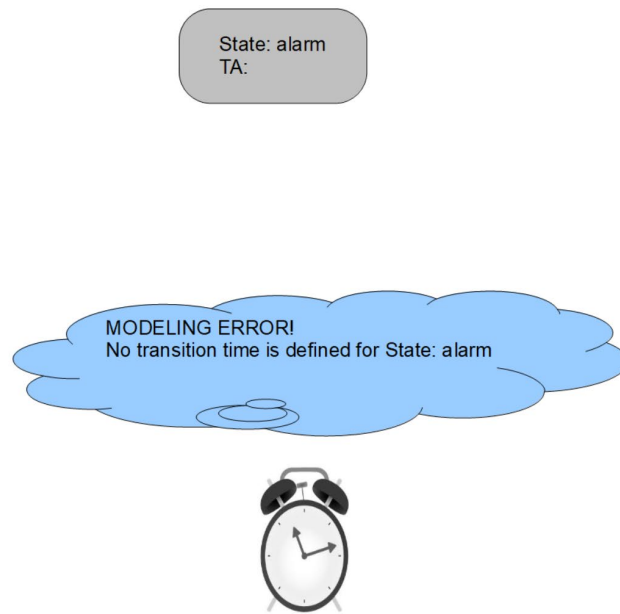 State: alarm
TA:
MODELING ERROR!
No transition time is defined for State: alarm